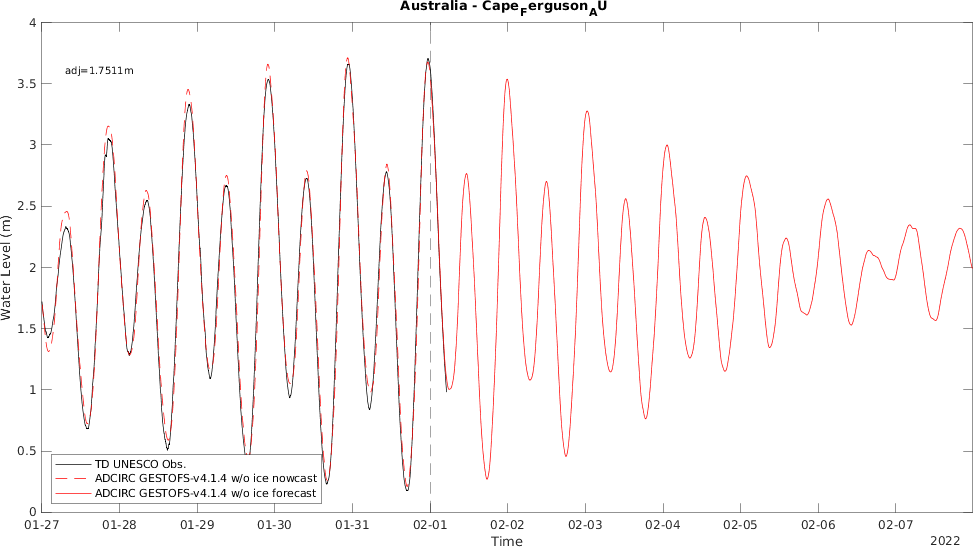 Australia - Cape_Ferguson_AU
4
3.5
3
2.5
2
1.5
1
0.5
0
Water Level (m)
adj=1.7511m
TD UNESCO Obs.
ADCIRC GESTOFS-v4.1.4 w/o ice nowcast
ADCIRC GESTOFS-v4.1.4 w/o ice forecast
01-27 01-28 01-29 01-30 01-31 02-01 02-02 02-03 02-04 02-05 02-06 02-07
Time
2022